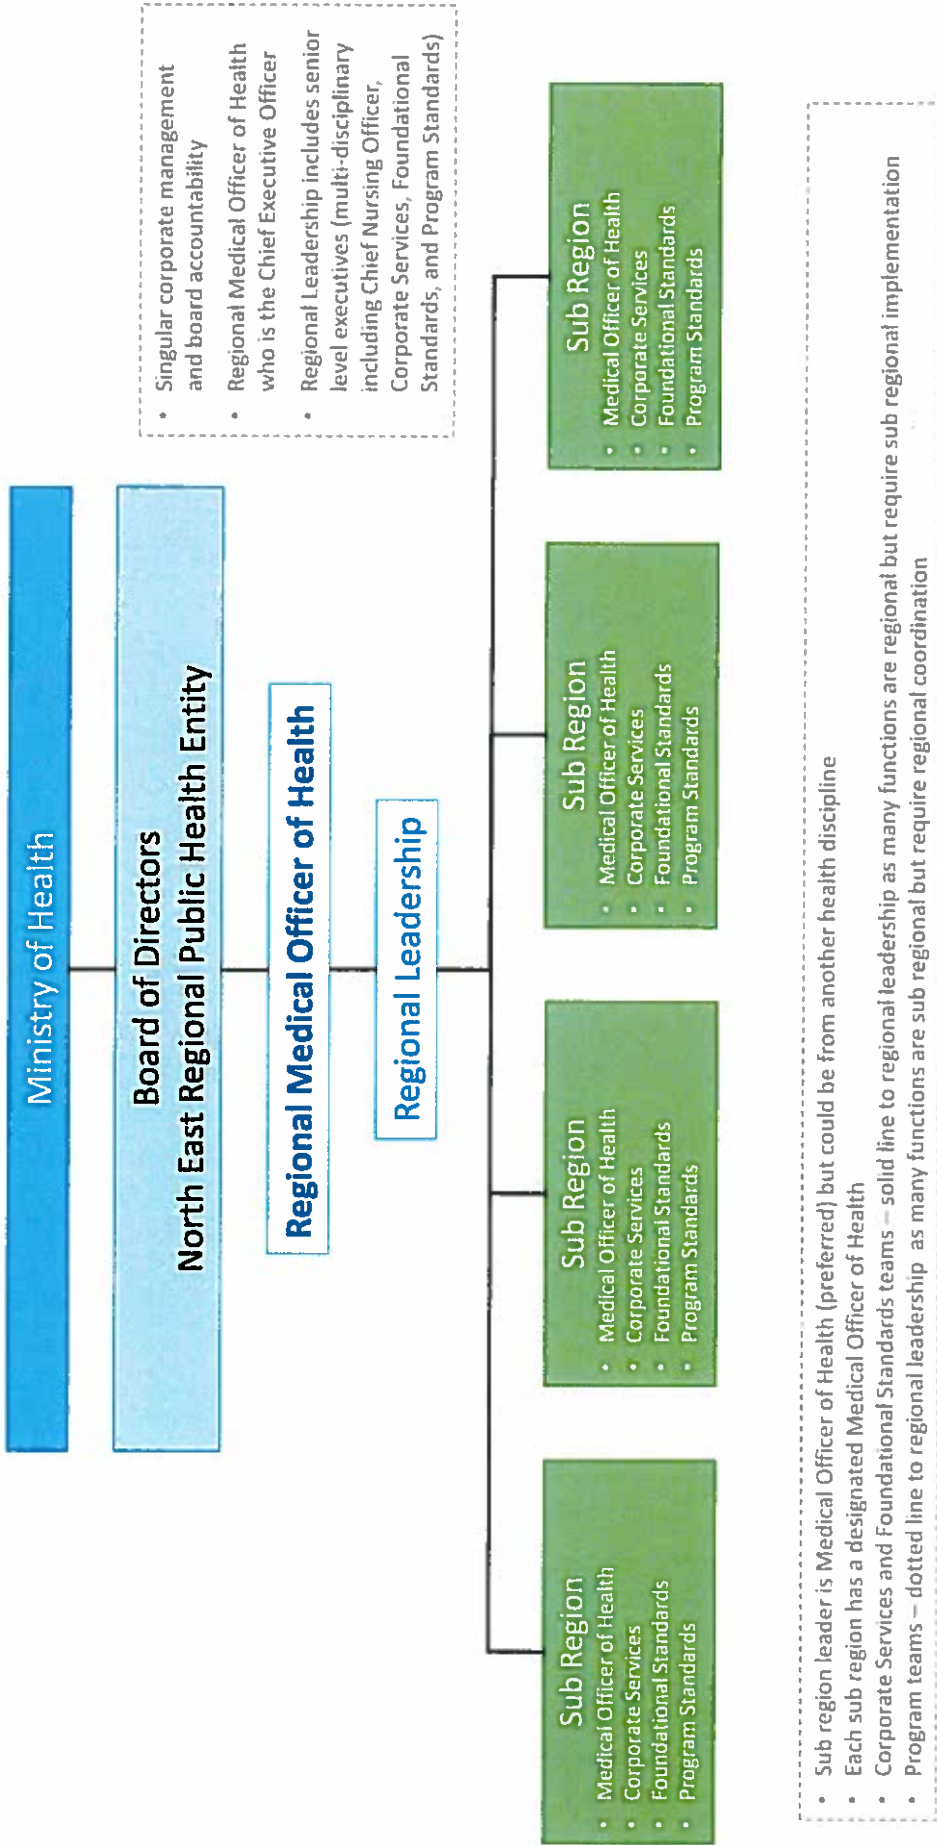 Ministry of Health
Board of Directors
North East Regional Public Health Entity
Regional Medical Officer of Health
Regional Leadership
• Singular corporate management
and board accountability
• Regional Medical Officer of Health
who is the Chief Executive Officer
• Regional Leadership includes senior
level executives (multi-disciplinary
including Chief Nursing Officer,
Corporate Services, Foundational
Standards, and Program Standards)
Sub Region
• Medical Officer of Health
• Corporate Services
• Foundational Standards
• Program Standards
Sub Region
• Medical Officer of Health
• Corporate Services
• Foundational Standards
• Program Standards
Sub Region
• Medical Officer of Health
• Corporate Services
• Foundational Standards
• Program Standards
Sub Region
• Medical Officer of Health
• Corporate Services
• Foundational Standards
• Program Standards
• Sub region leader is Medical Officer of Health (preferred) but could be from another health discipline
• Each sub region has a designated Medical Officer of Health
• Corporate Services and Foundational Standards teams – solid line to regional leadership as many functions are regional but require sub regional implementation
• Program teams – dotted line to regional leadership as many functions are sub regional but require regional coordination